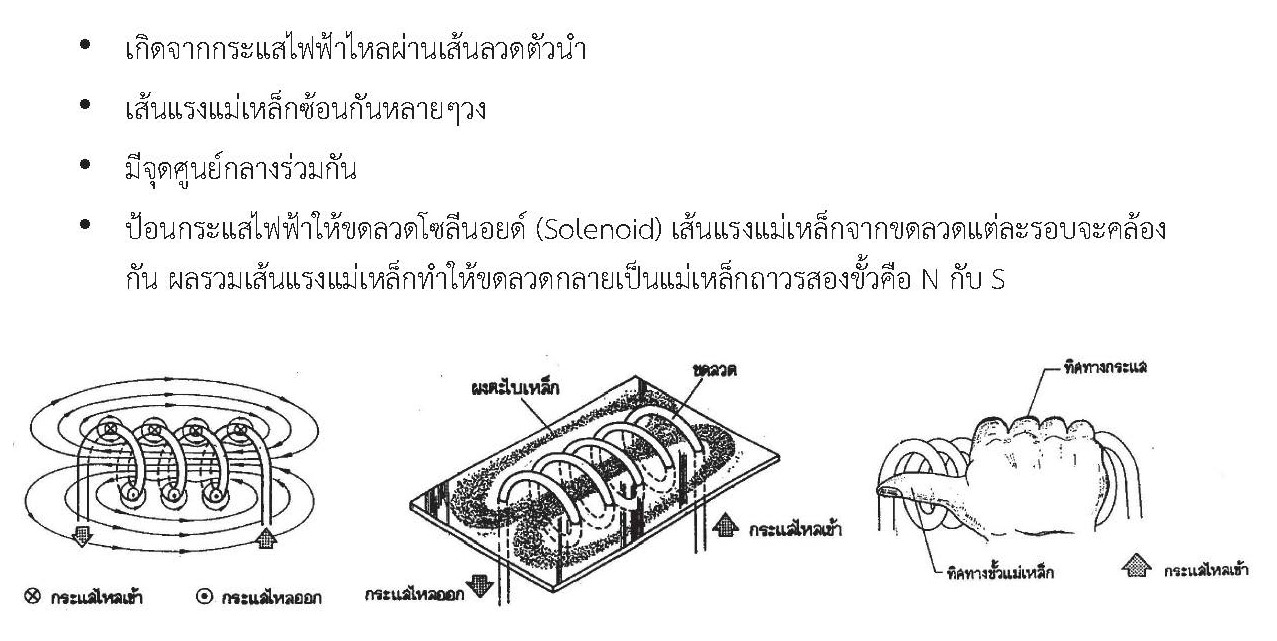 • เกิดจากกระแสไฟฟ้าไหลผ่านเส้นลวดตัวนำ
• เส้นแรงแม่เหล็กซ้อนกันหลายๆวง
• มีจุดศูนย์กลางร่วมกัน
• ป้อนกระแสไฟฟ้าให้ขดลวดโซลีนอยด์ (Solenoid) เส้นแรงแม่เหล็กจากขดลวดแต่ละรอบจะคล้อง
กัน ผลรวมเส้นแรงแม่เหล็กทำให้ขดลวดกลายเป็นแม่เหล็กถาวรสองขั้วคือ N กับ S
กระแสไหลเข้า
กระแสไหลออก
ผงตะไบเหล็ก
ขดลวด
กระแสไหลเข้า
กระแสไหลออก
ทิศทางกระแส
ทิศทางขั้วแม่เหล็ก
กระแสไหลเข้า